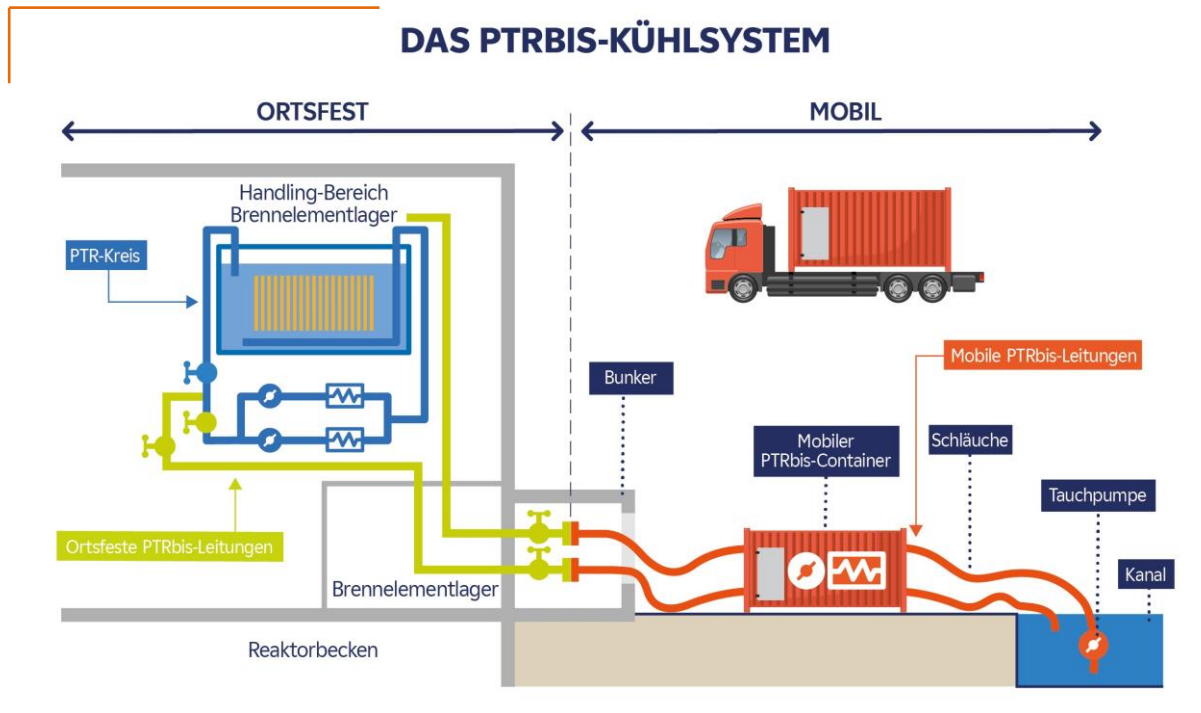 DAS PTRBIS-KÜHLSYSTEM
ORTSFEST
MOBIL
Handling-Bereich
Brennelementlager
PTR-Kreis
Mobile PTRbis-Leitungen
Bunker
Mobiler
PTRbis-Container
Schläuche
Tauchpumpe
Ortsfeste PTRbis-Leitungen
Kanal
Brennelementlager
Reaktorbecken